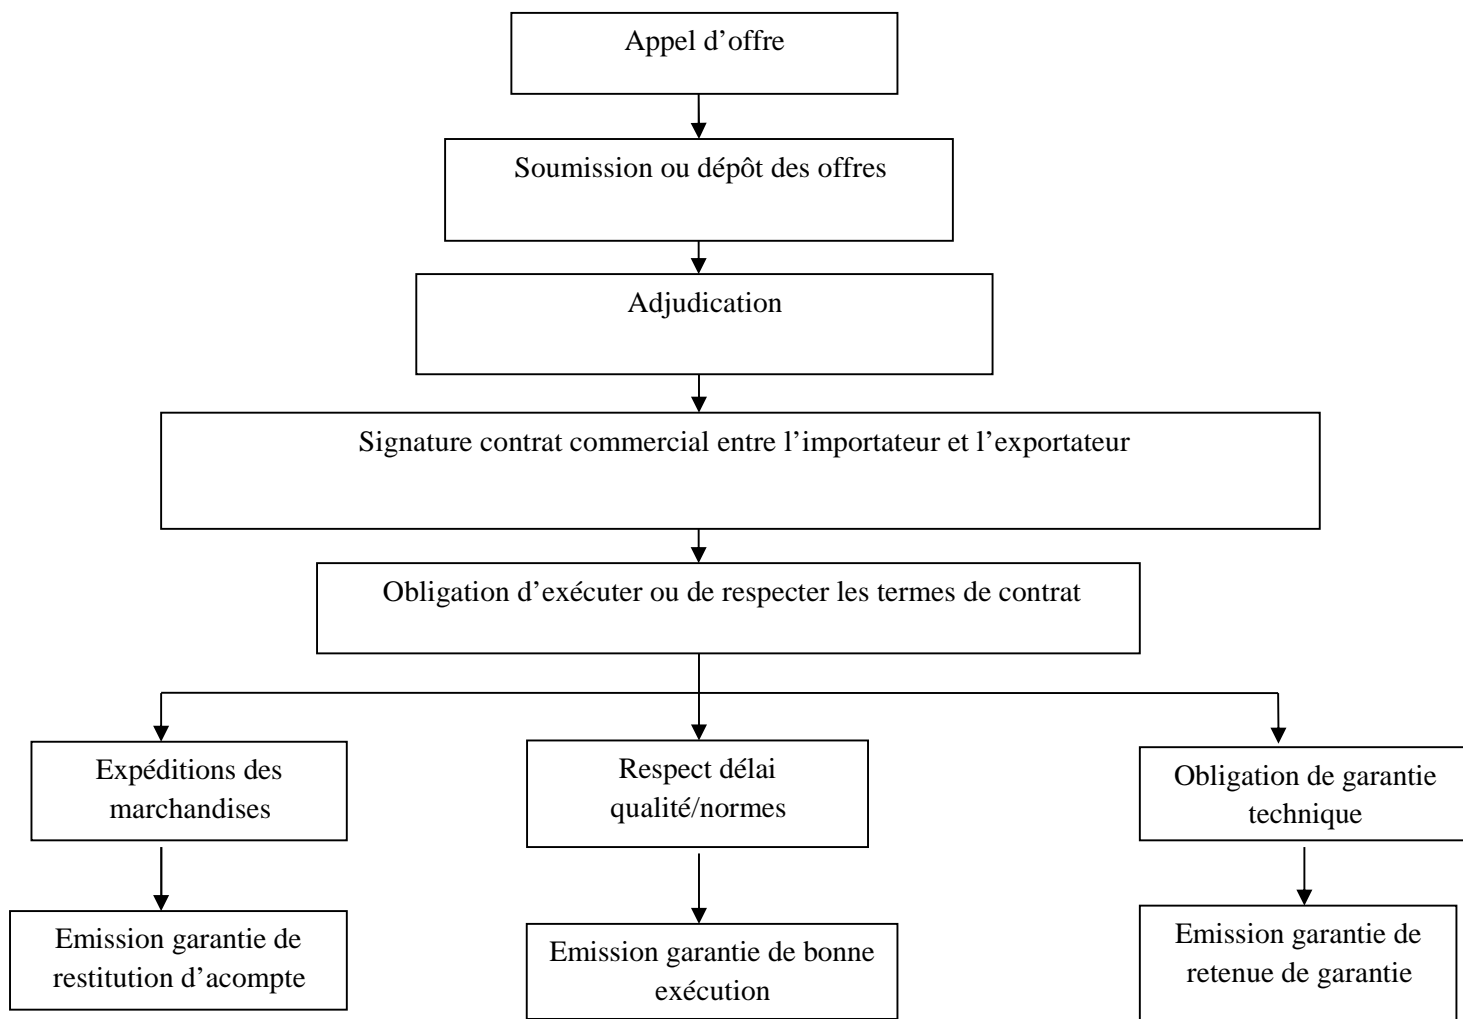 Appel d’offre
Soumission ou dépôt des offres
Adjudication
Signature contrat commercial entre l’importateur et l’exportateur
Obligation d’exécuter ou de respecter les termes de contrat
Expéditions des
marchandises
Respect délai
qualité/normes
Obligation de garantie
technique
Emission garantie de
restitution d’acompte
Emission garantie de bonne
exécution
Emission garantie de
retenue de garantie